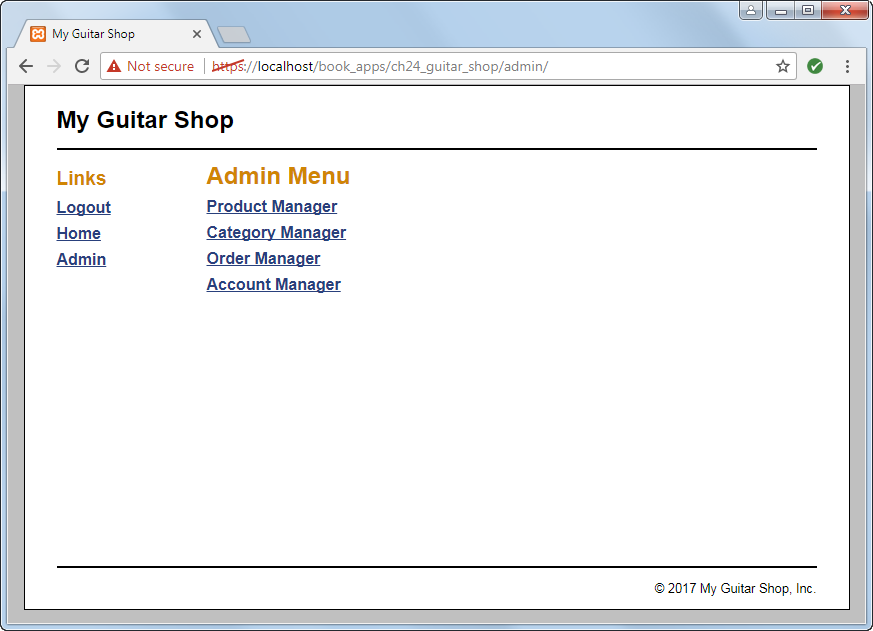 My Guitar Shop
Not secure https://localhost/book_apps/ch24_guitar_shop/admin/
My Guitar Shop
Links
Logout
Home
Admin
Admin Menu
Product Manager
Category Manager
Order Manager
Account Manager
© 2017 My Guitar Shop, Inc.